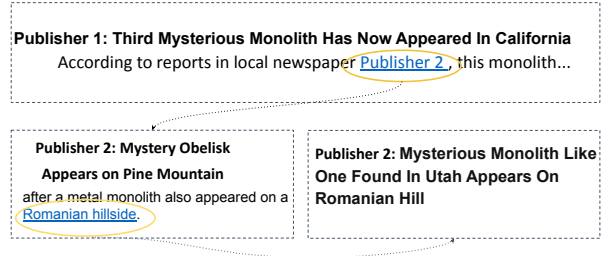 Publisher 1: Third Mysterious Monolith Has Now Appeared In California
According to reports in local newspaper Publisher 2 , this monolith...
Publisher 2: Mystery Obelisk
Appears on Pine Mountain
after a metal monolith also appeared on a
Romanian hillside.
Publisher 2: Mysterious Monolith Like
One Found In Utah Appears On
Romanian Hill